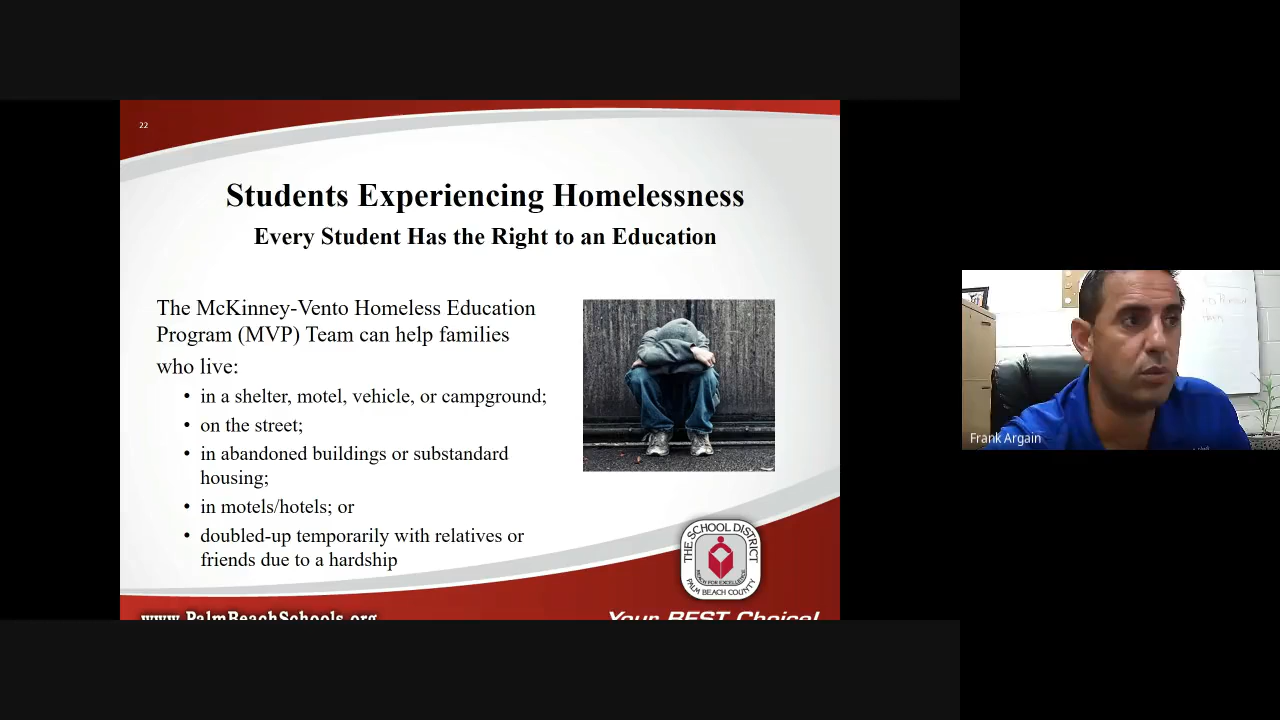 22
Students Experiencing Homelessness
Every Student Has the Right to an Education
The McKinney-Vento Homeless Education
Program (MVP) Team can help families
who live:
• in a shelter, motel, vehicle, or campground;
• on the street;
• in abandoned buildings or substandard
housing;
• in motels/hotels; or
• doubled-up temporarily with relatives or
friends due to a hardship
THE SCHOOL DISTRICT
REACH FOR EXCELLENCE
PALM BEACH COUNTY
www.PalmBeachSchools.org
Your BEST Choice!
Frank Argain